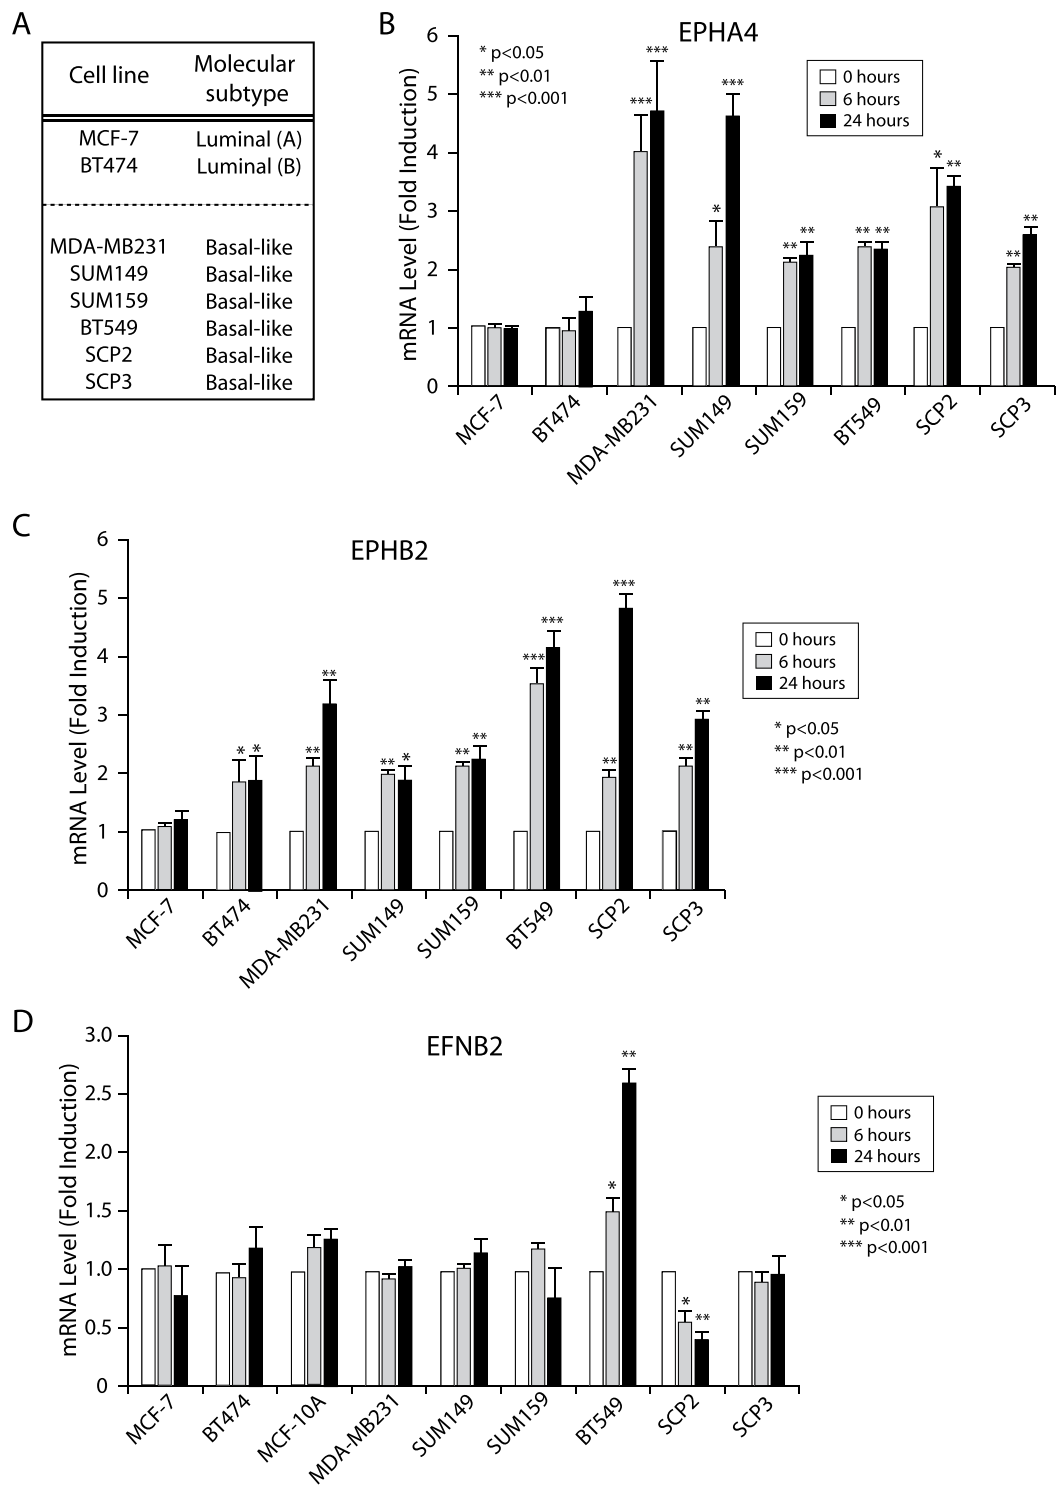 A
Cell line Molecular subtype
MCF-7 Luminal (A)
BT474 Luminal (B)
MDA-MB231 Basal-like
SUM149 Basal-like
SUM159 Basal-like
BT549 Basal-like
SCP2 Basal-like
SCP3 Basal-like
B
EPHA4
* p<0.05
** p<0.01
*** p<0.001
0 hours
6 hours
24 hours
mRNA Level (Fold Induction)
6
5
4
3
2
1
0
*** *** * *** ** ** ** ** * ** ** **
MCF-7 BT474 MDA-MB231 SUM149 SUM159 BT549 SCP2 SCP3
C
EPHB2
mRNA Level (Fold Induction)
6
5
4
3
2
1
0
* * ** ** ** * ** ** *** *** ** *** ** **
0 hours
6 hours
24 hours
* p<0.05
** p<0.01
*** p<0.001
MCF-7 BT474 MDA-MB231 SUM149 SUM159 BT549 SCP2 SCP3
D
EFNB2
mRNA Level (Fold Induction)
3.0
2.5
2.0
1.5
1.0
0.5
0
* ** * **
0 hours
6 hours
24 hours
* p<0.05
** p<0.01
*** p<0.001
MCF-7 BT474 MCF-10A MDA-MB231 SUM149 SUM159 BT549 SCP2 SCP3